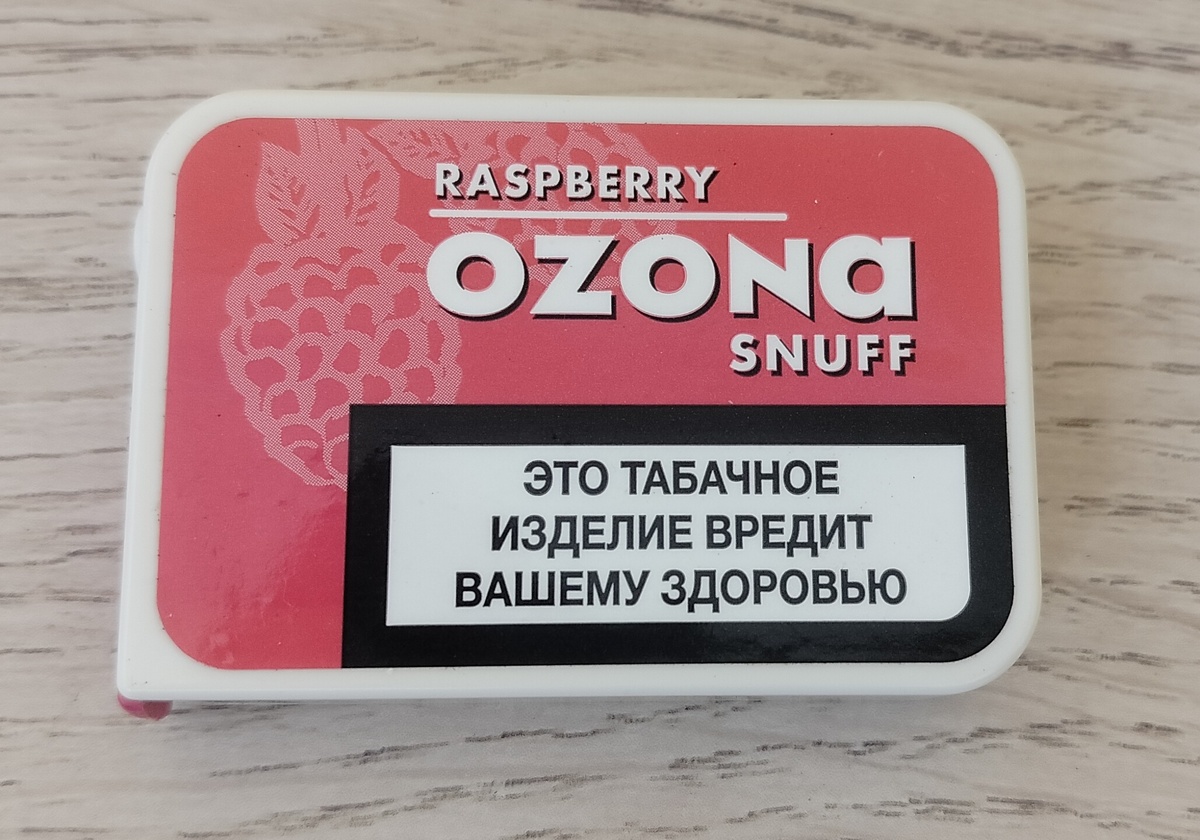 RASPBERRY
OZONA
SNUFF
ЭТО ТАБАЧНОЕ
ИЗДЕЛИЕ ВРЕДИТ
ВАШЕМУ ЗДОРОВЬЮ